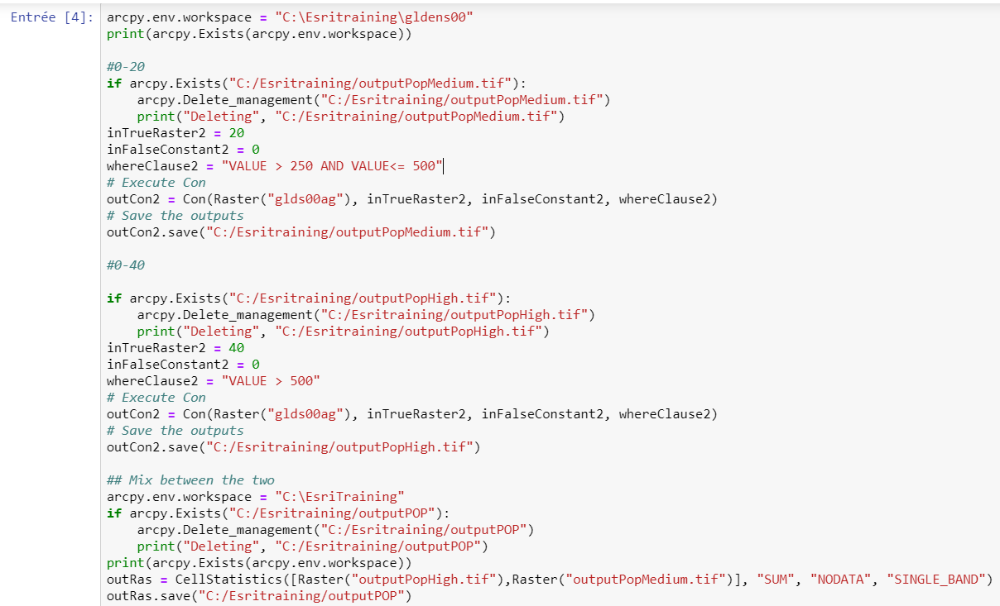 Entrée [4]: arcpy.env.workspace = "C:\Esritraining\gldens00"
print(arcpy.Exists(arcpy.env.workspace))
#0-20
if arcpy.Exists("C:/Esritraining/outputPopMedium.tif"):
    arcpy.Delete_management("C:/Esritraining/outputPopMedium.tif")
    print("Deleting", "C:/Esritraining/outputPopMedium.tif")
inTrueRaster2 = 20
inFalseConstant2 = 0
whereClause2 = "VALUE > 250 AND VALUE<= 500"
# Execute Con
outCon2 = Con(Raster("glds00ag"), inTrueRaster2, inFalseConstant2, whereClause2)
# Save the outputs
outCon2.save("C:/Esritraining/outputPopMedium.tif")
#0-40
if arcpy.Exists("C:/Esritraining/outputPopHigh.tif"):
    arcpy.Delete_management("C:/Esritraining/outputPopHigh.tif")
    print("Deleting", "C:/Esritraining/outputPopHigh.tif")
inTrueRaster2 = 40
inFalseConstant2 = 0
whereClause2 = "VALUE > 500"
# Execute Con
outCon2 = Con(Raster("glds00ag"), inTrueRaster2, inFalseConstant2, whereClause2)
# Save the outputs
outCon2.save("C:/Esritraining/outputPopHigh.tif")
## Mix between the two
arcpy.env.workspace = "C:\EsriTraining"
if arcpy.Exists("C:/Esritraining/outputPOP"):
    arcpy.Delete_management("C:/Esritraining/outputPOP")
    print("Deleting", "C:/Esritraining/outputPOP")
print(arcpy.Exists(arcpy.env.workspace))
outRas = CellStatistics([Raster("outputPopHigh.tif"),Raster("outputPopMedium.tif")], "SUM", "NODATA", "SINGLE_BAND")
outRas.save("C:/Esritraining/outputPOP")